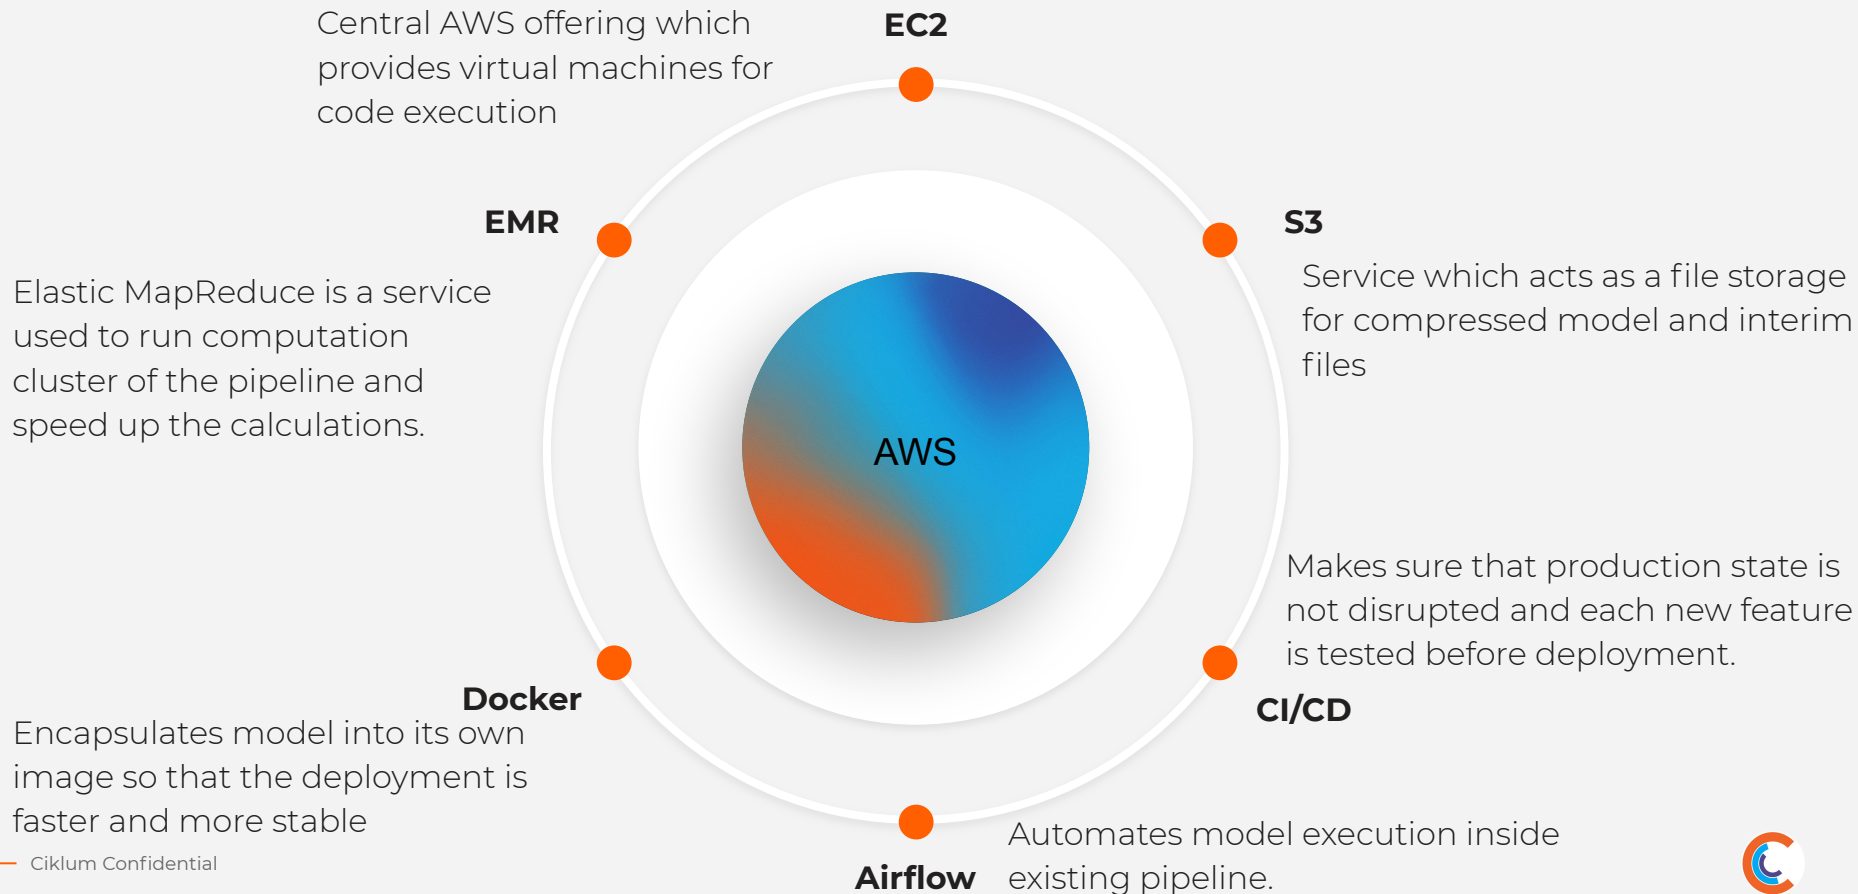 Central AWS offering which
provides virtual machines for
code execution
EC2
EMR
Elastic MapReduce is a service
used to run computation
cluster of the pipeline and
speed up the calculations.
S3
Service which acts as a file storage
for compressed model and interim
files
AWS
Makes sure that production state is
not disrupted and each new feature
is tested before deployment.
CI/CD
Docker
Encapsulates model into its own
image so that the deployment is
faster and more stable
Airflow
Automates model execution inside
existing pipeline.
Ciklum Confidential